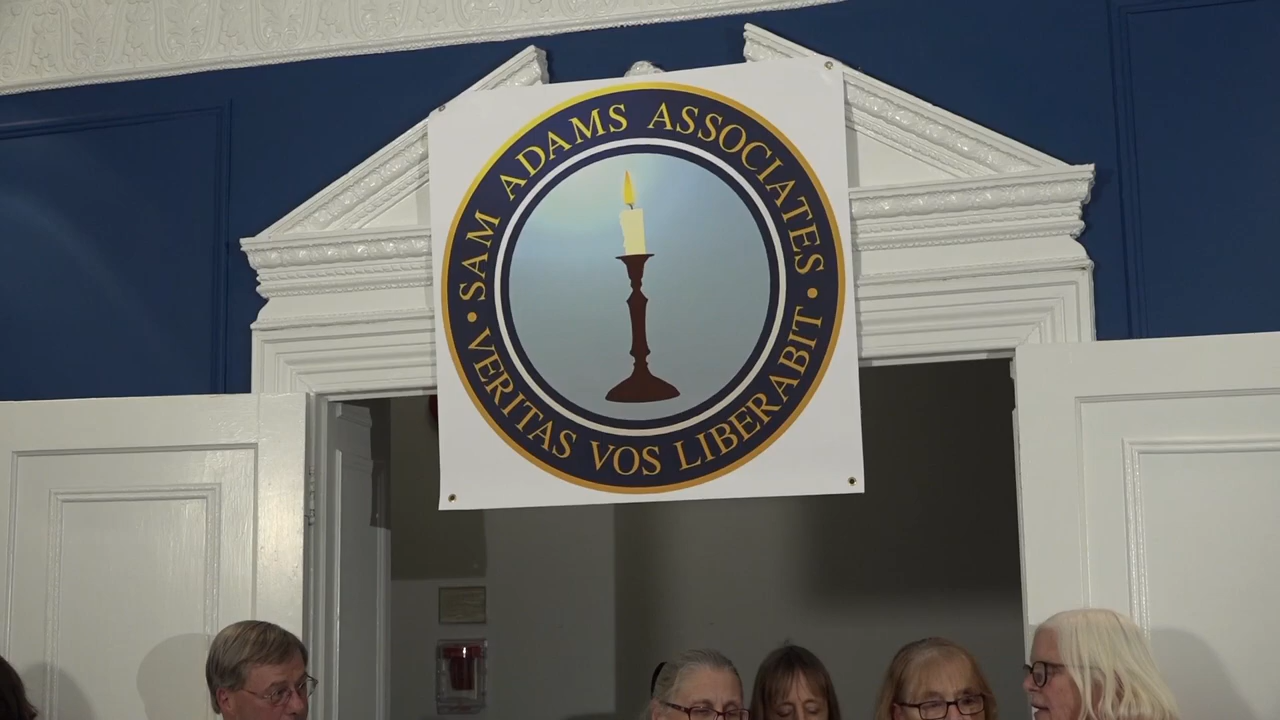 SAM ADAMS ASSOCIATES
• VERITAS VOS LIBERABIT •